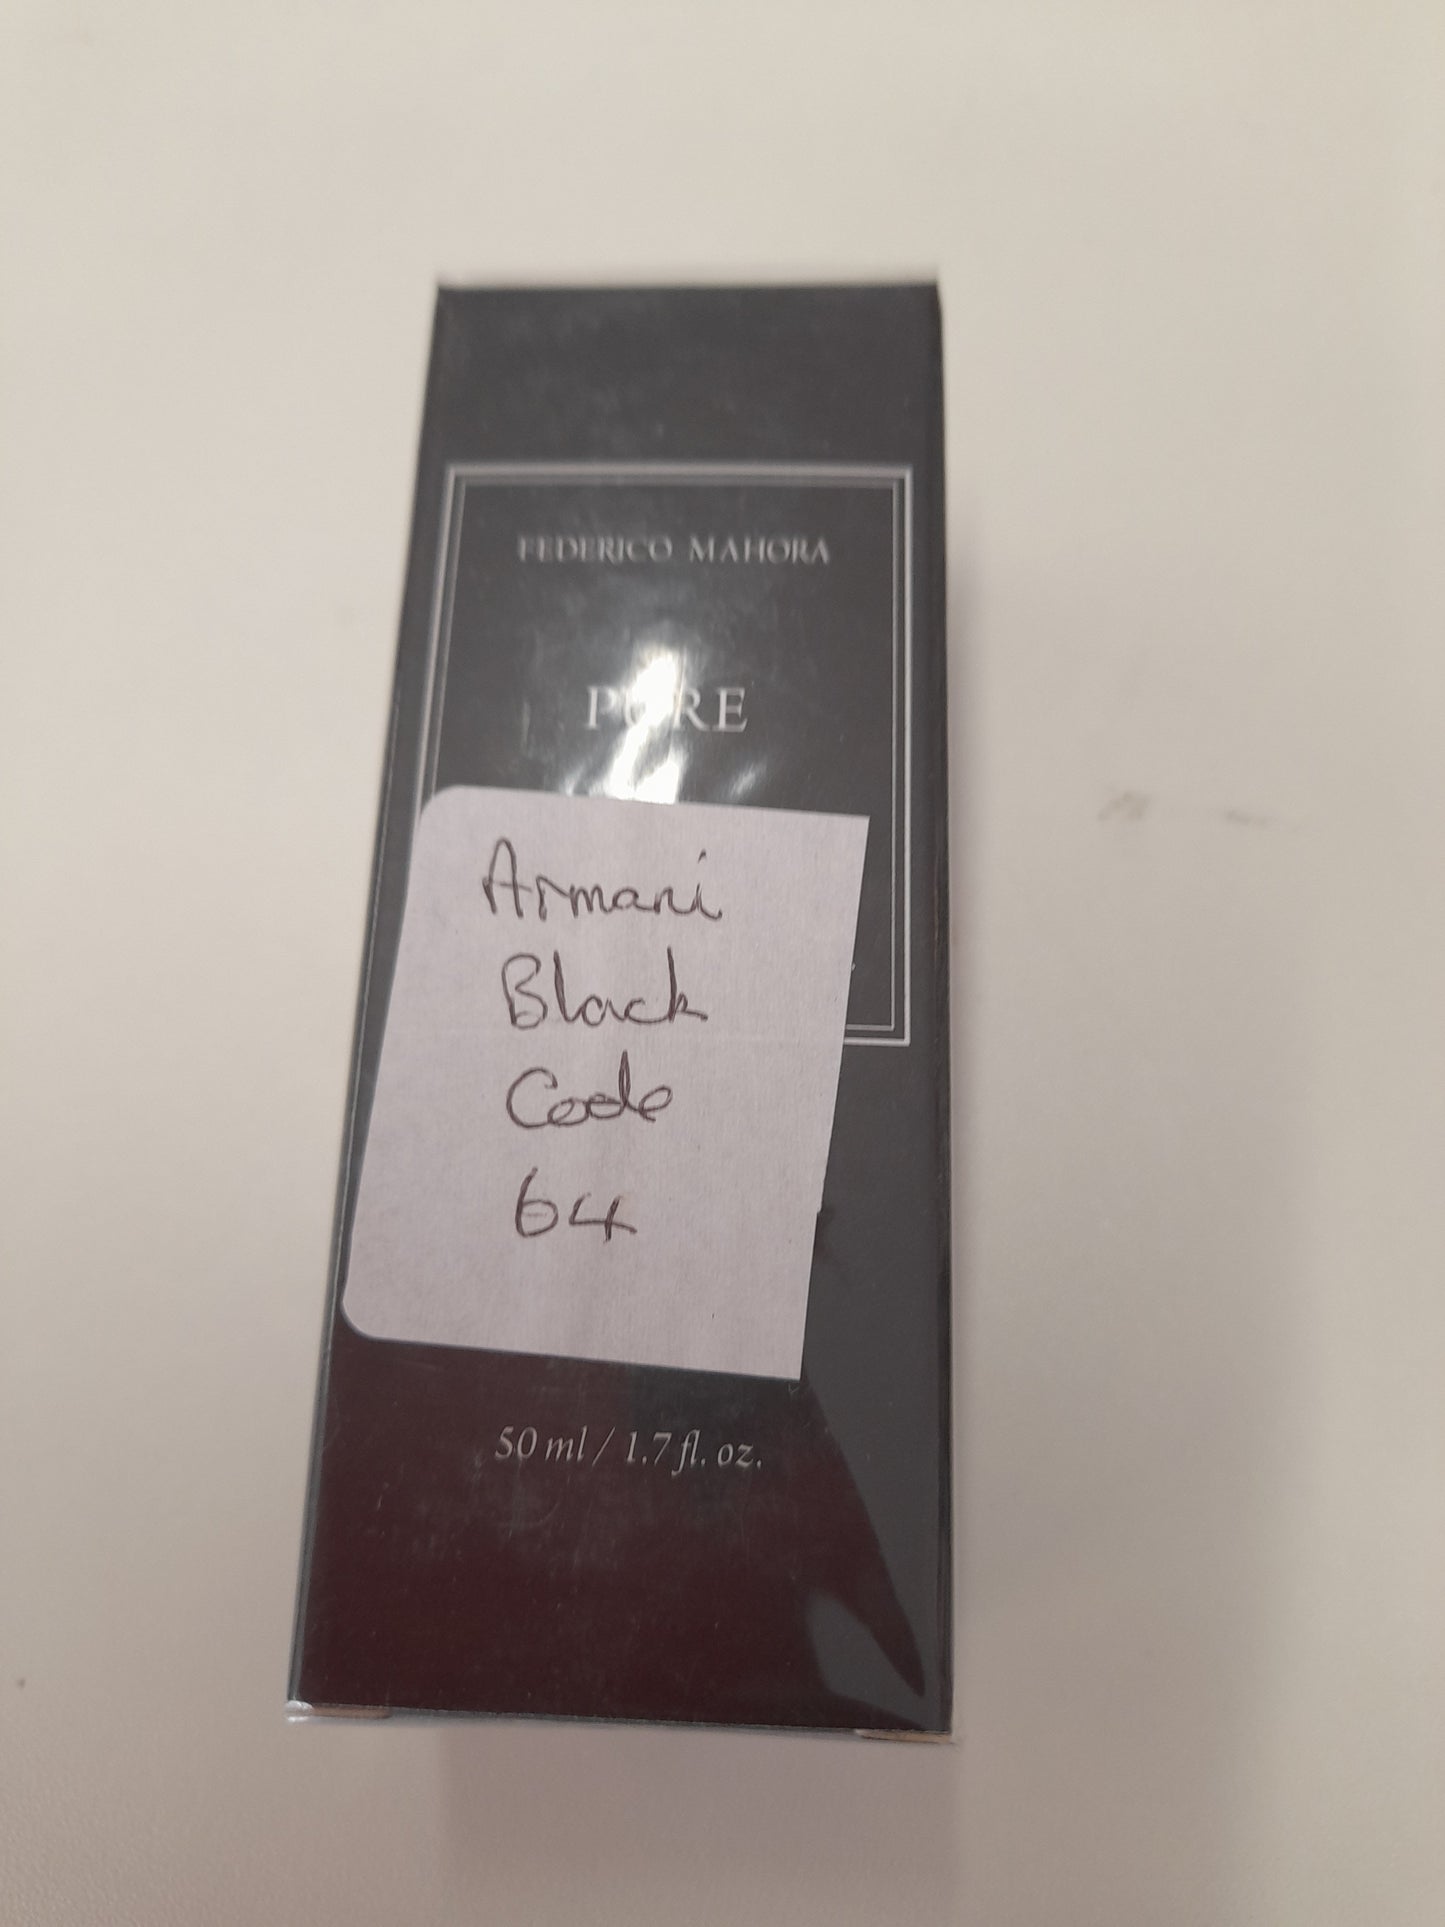 FEDERICO MAHORA
PURE
Armani
Black
Code
64
50 ml / 1.7 fl. oz.